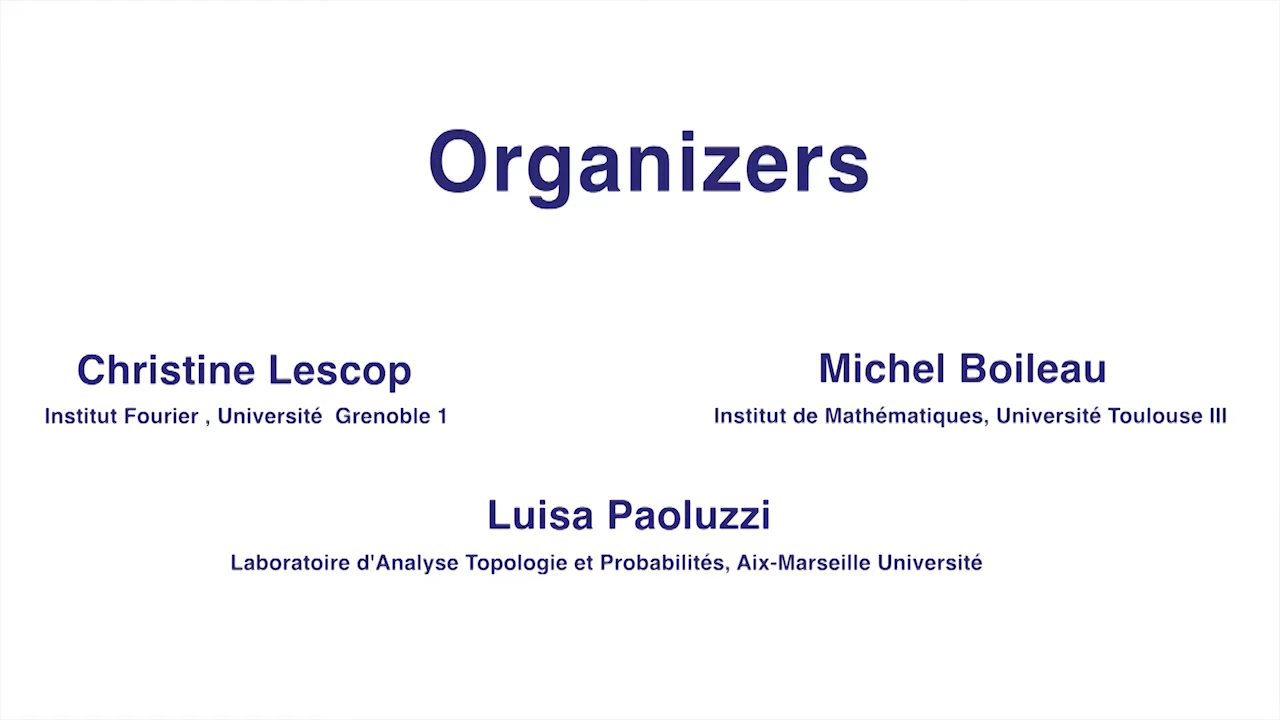 Organizers
Christine Lescop
Institut Fourier , Université  Grenoble 1
Michel Boileau
Institut de Mathématiques, Université Toulouse III
Luisa Paoluzzi
Laboratoire d'Analyse Topologie et Probabilités, Aix-Marseille Université